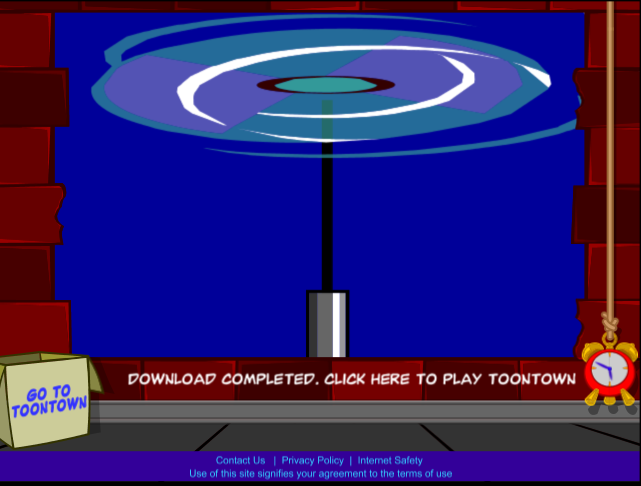 DOWNLOAD COMPLETED. CLICK HERE TO PLAY TOONTOWN
GO TO
TOONTOWN
Contact Us | Privacy Policy | Internet Safety
Use of this site signifies your agreement to the terms of use